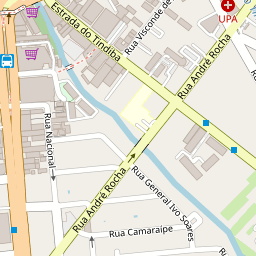 Estrada do Tindiba
Rua Visconde de
UPA
Rua André Rocha
Rua Nacional
Rua André Rocha
Rua General Ivo Soares
Rua Camaraipe